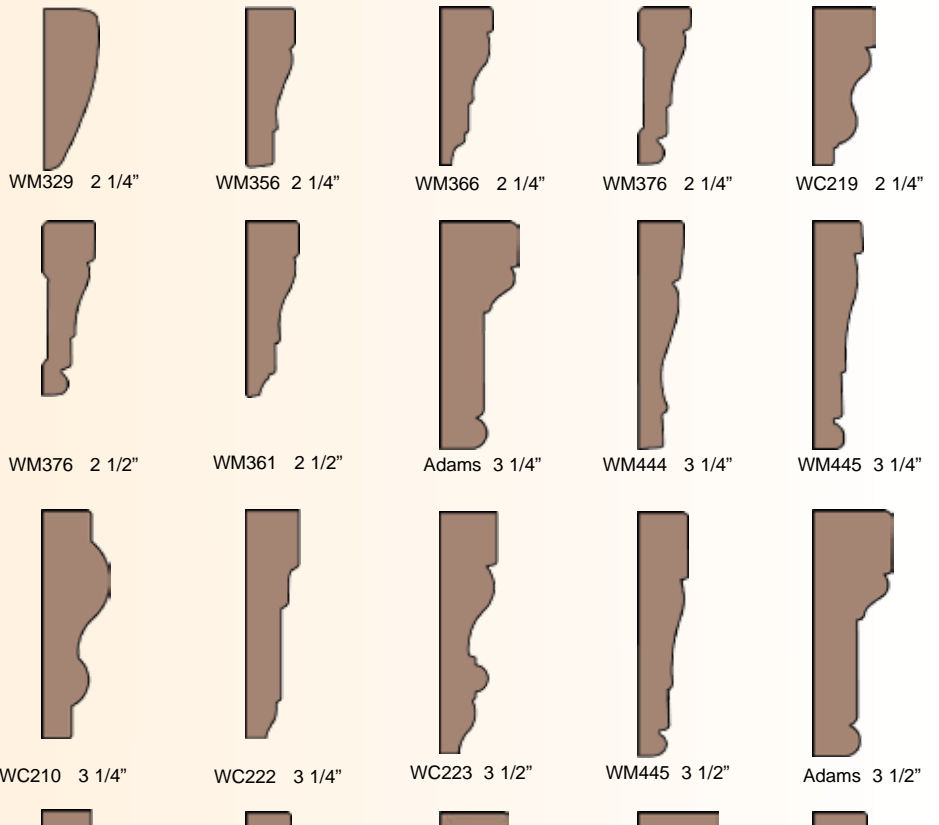 WM329 2 1/4”
WM356 2 1/4”
WM366 2 1/4”
WM376 2 1/4”
WC219 2 1/4”
WM376 2 1/2”
WM361 2 1/2”
Adams 3 1/4”
WM444 3 1/4”
WM445 3 1/4”
WC210 3 1/4”
WC222 3 1/4”
WC223 3 1/2”
WM445 3 1/2”
Adams 3 1/2”